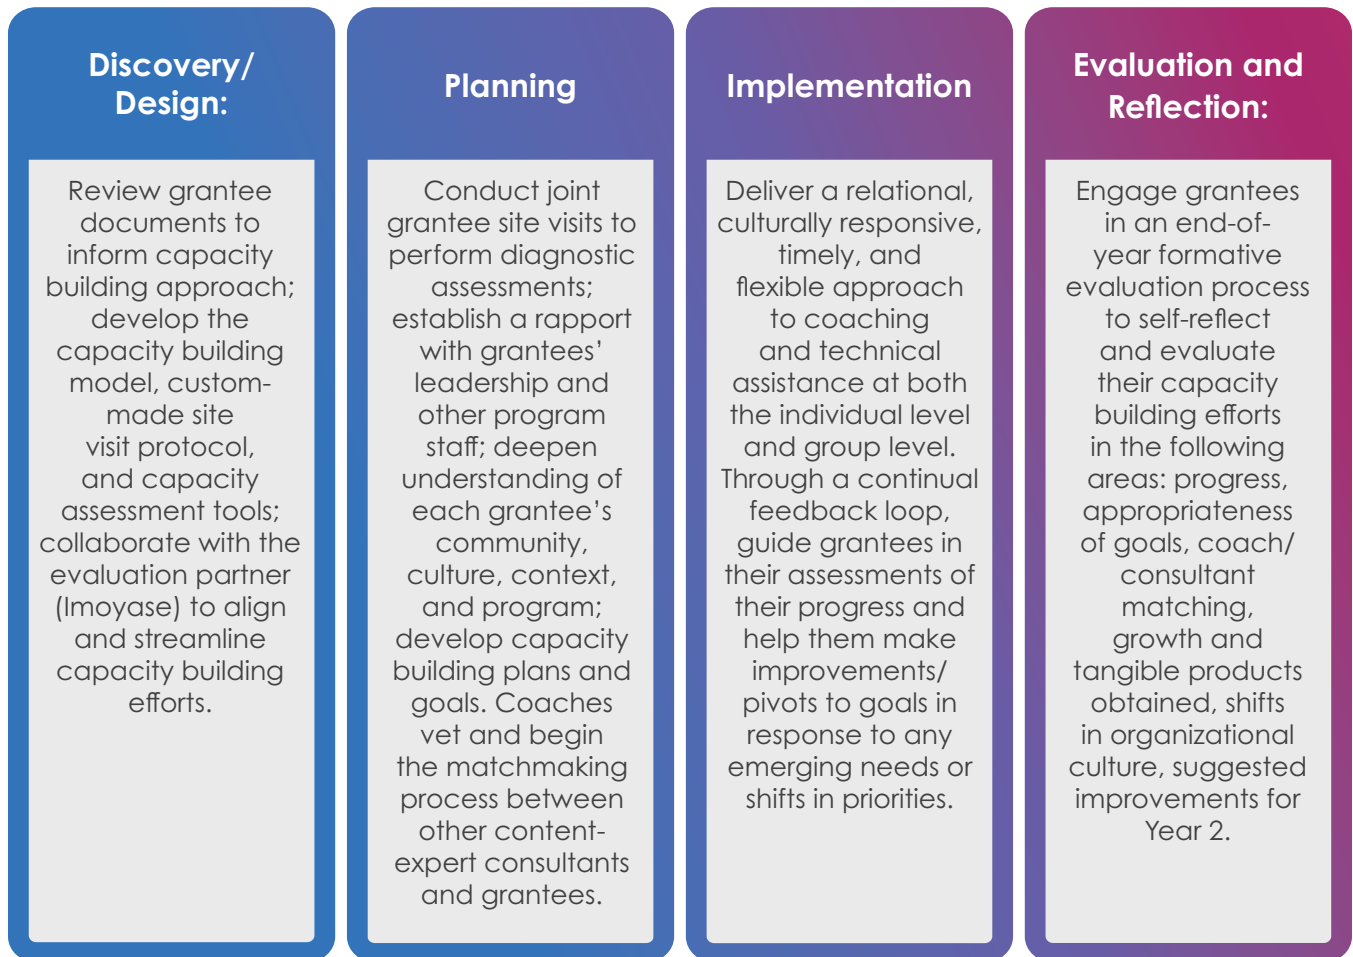 Discovery/
Design:
Review grantee
documents to
inform capacity
building approach;
develop the
capacity building
model, custom-
made site
visit protocol,
and capacity
assessment tools;
collaborate with the
evaluation partner
(Imoyase) to align
and streamline
capacity building
efforts.
Planning
Conduct joint
grantee site visits to
perform diagnostic
assessments;
establish a rapport
with grantees’
leadership and
other program
staff; deepen
understanding of
each grantee’s
community,
culture, context,
and program;
develop capacity
building plans and
goals. Coaches
vet and begin
the matchmaking
process between
other content-
expert consultants
and grantees.
Implementation
Deliver a relational,
culturally responsive,
timely, and
flexible approach
to coaching
and technical
assistance at both
the individual level
and group level.
Through a continual
feedback loop,
guide grantees in
their assessments of
their progress and
help them make
improvements/
pivots to goals in
response to any
emerging needs or
shifts in priorities.
Evaluation and
Reflection:
Engage grantees
in an end-of-
year formative
evaluation process
to self-reflect
and evaluate
their capacity
building efforts
in the following
areas: progress,
appropriateness
of goals, coach/
consultant
matching,
growth and
tangible products
obtained, shifts
in organizational
culture, suggested
improvements for
Year 2.